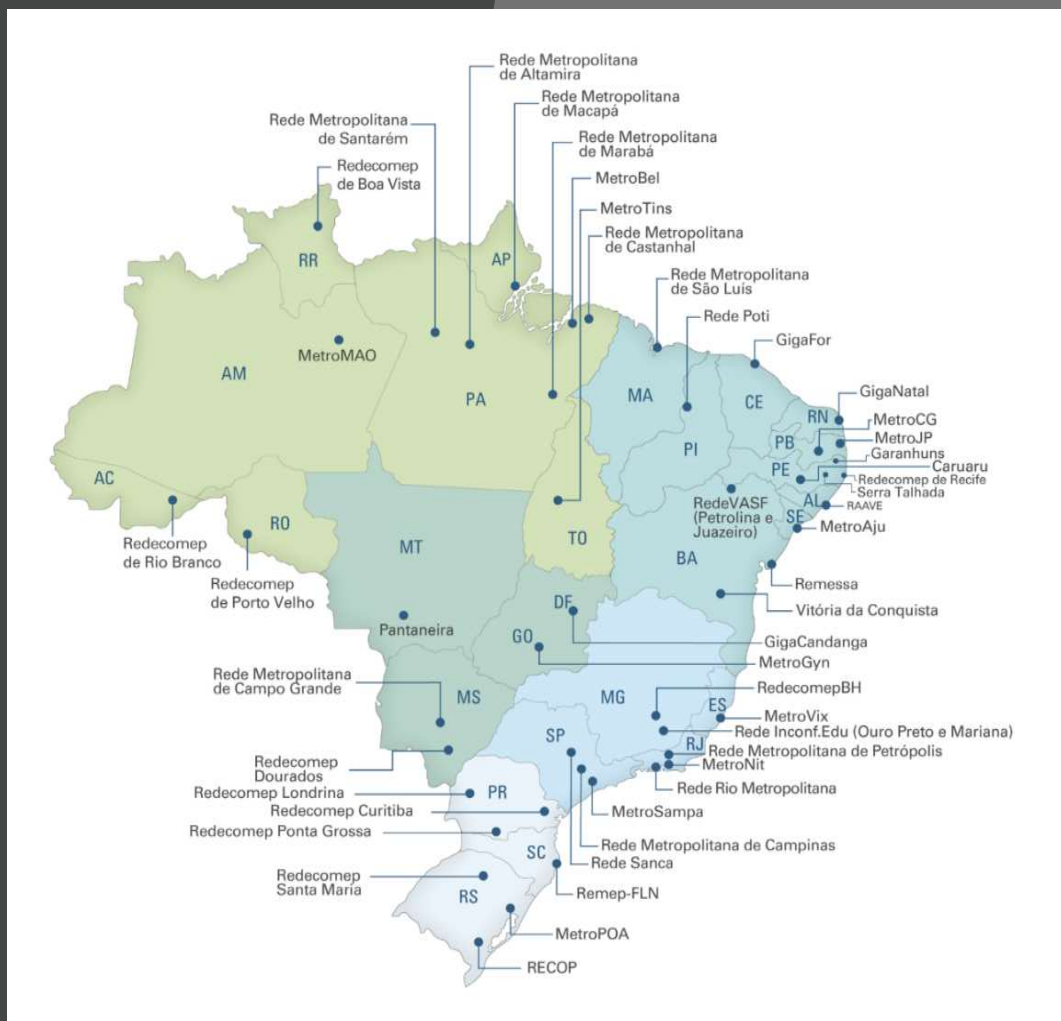 Rede Metropolitana
de Altamira
Rede Metropolitana
de Macapá
Rede Metropolitana
de Santarém
Rede Metropolitana
de Marabá
Redecomep
de Boa Vista
MetroBel
MetroTins
Rede Metropolitana
de Castanhal
RR
AP
Rede Metropolitana
de São Luís
Rede Poti
GigaFor
MetroMAO
AM
PA
MA
CE
GigaNatal
RN
MetroCG
MetroJP
PB
Garanhuns
PI
Caruaru
PE
Redecomep de Recife
Serra Talhada
AC
RedeVASF
(Petrolina e
Juazeiro)
AL
RAAVE
SE
MetroAju
RO
TO
Redecomep
de Rio Branco
MT
BA
Remessa
Redecomep
de Porto Velho
DF
Vitória da Conquista
Pantaneira
GO
GigaCandanga
MetroGyn
Rede Metropolitana
de Campo Grande
MS
MG
RedecomepBH
ES
MetroVix
Rede Inconf.Edu (Ouro Preto e Mariana)
SP
RJ
Rede Metropolitana de Petrópolis
Redecomep
Dourados
MetroNit
Redecomep Londrina
PR
Rede Rio Metropolitana
Redecomep Curitiba
MetroSampa
Redecomep Ponta Grossa
Rede Metropolitana de Campinas
SC
Rede Sanca
Redecomep
Santa Maria
RS
Remep-FLN
MetroPOA
RECOP